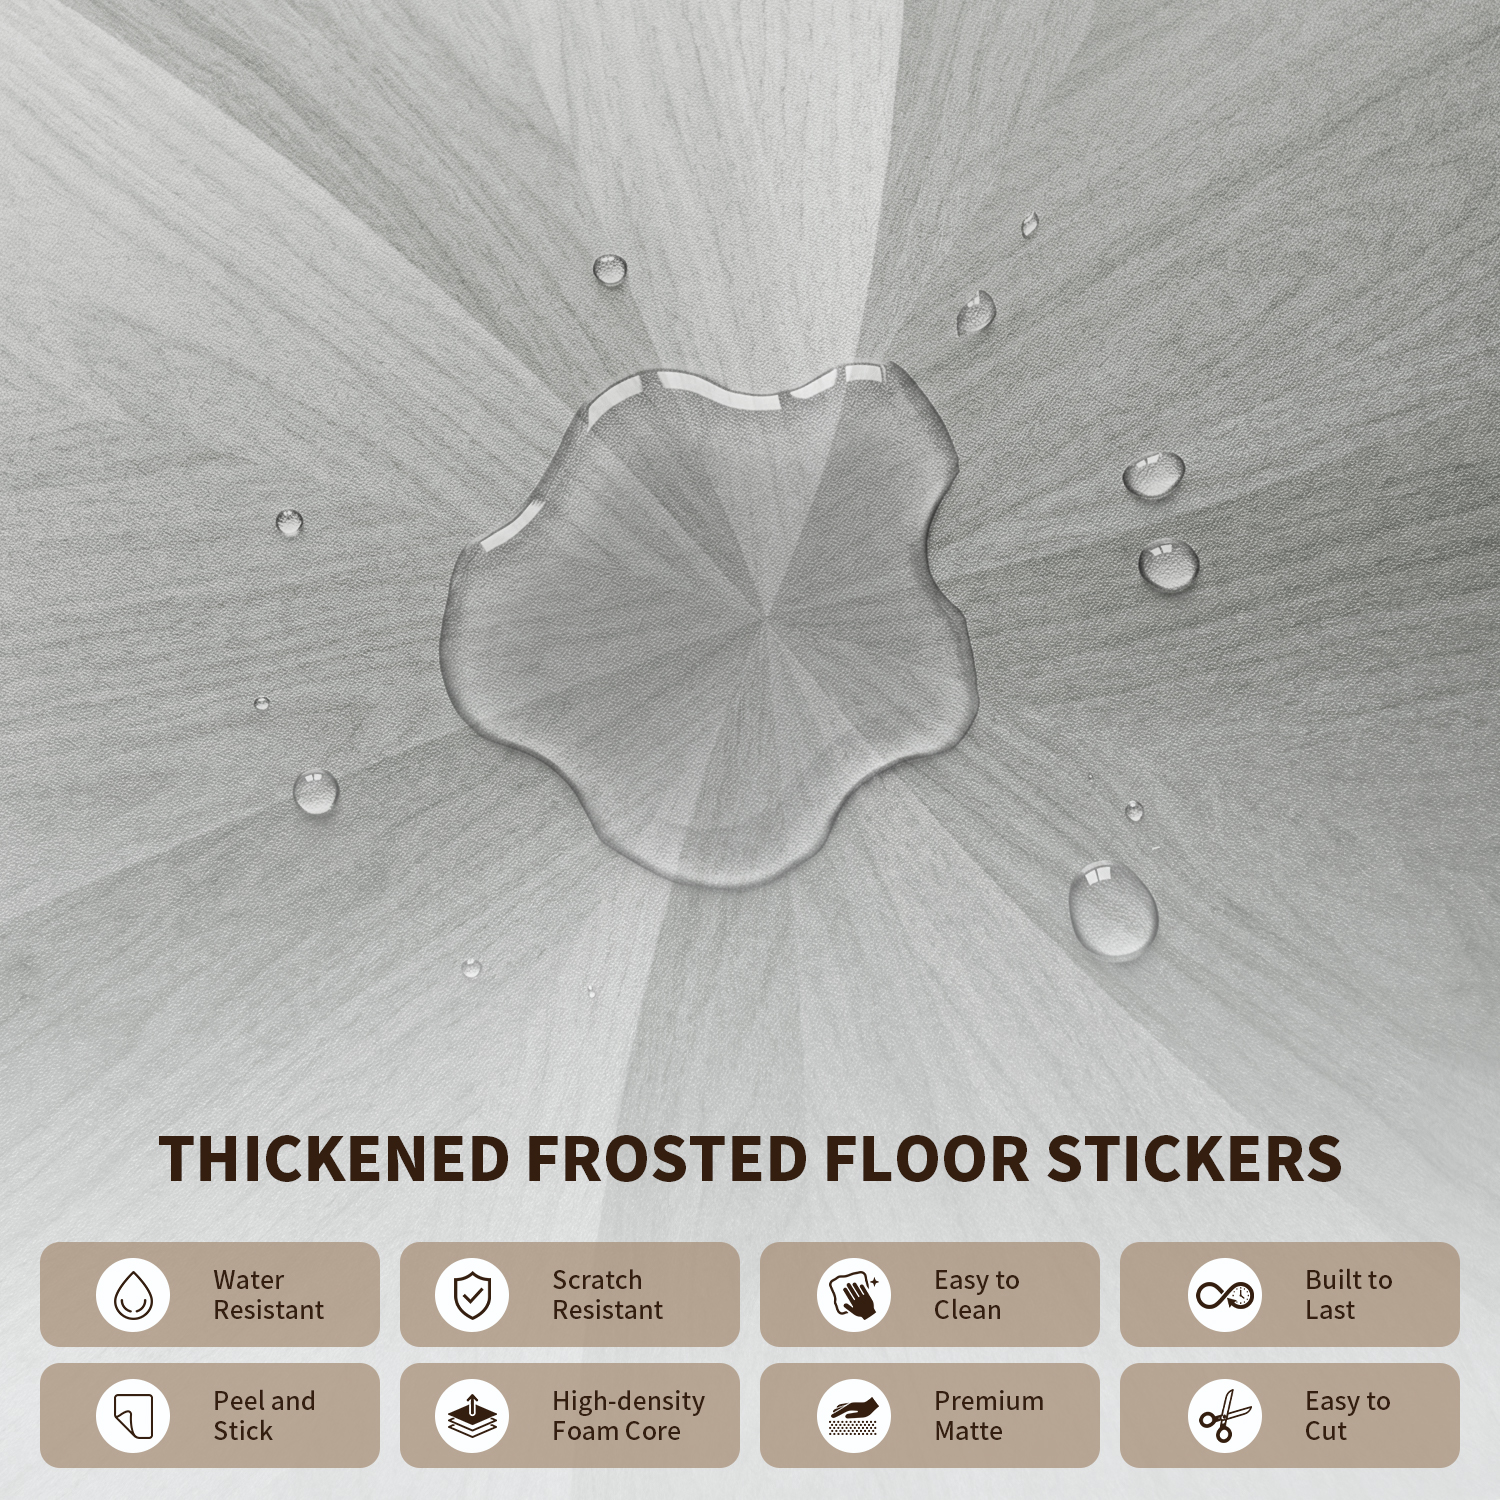 THICKENED FROSTED FLOOR STICKERS
Water
Resistant
Scratch
Resistant
Easy to
Clean
Built to
Last
Peel and
Stick
High-density
Foam Core
Premium
Matte
Easy to
Cut